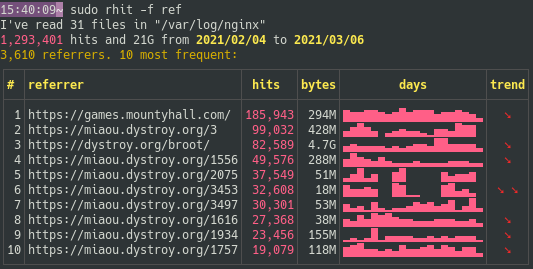 15:40:09~ sudo rhit -f ref
I've read 31 files in "/var/log/nginx"
1,293,401 hits and 21G from 2021/02/04 to 2021/03/06
3,610 referrers. 10 most frequent:
# referrer hits bytes days trend
1 https://games.mountyhall.com/ 185,943 294M ↘
2 https://miaou.dystroy.org/3 99,032 428M
3 https://dystroy.org/broot/ 82,589 4.7G ↘
4 https://miaou.dystroy.org/1556 49,576 288M ↘
5 https://miaou.dystroy.org/2075 37,549 51M
6 https://miaou.dystroy.org/3453 32,608 18M ↘ ↘
7 https://miaou.dystroy.org/3497 30,301 53M
8 https://miaou.dystroy.org/1616 27,368 38M ↘
9 https://miaou.dystroy.org/1934 23,456 155M ↘
10 https://miaou.dystroy.org/1757 19,079 118M ↘